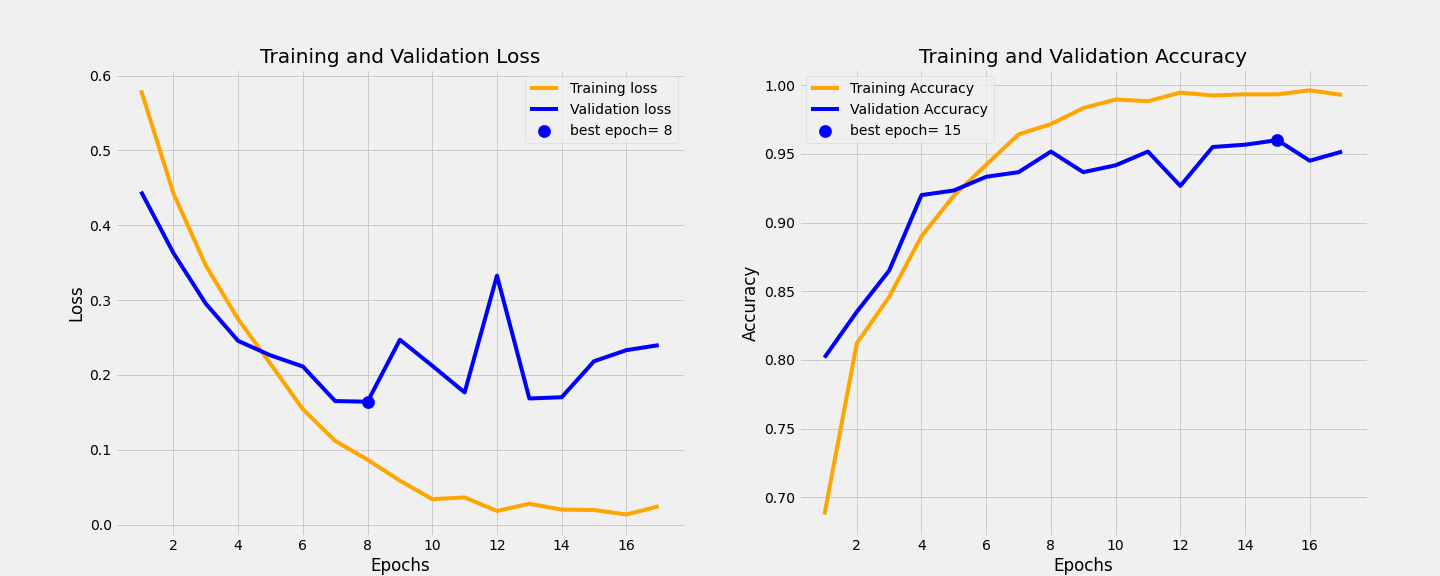 Training and Validation Loss
0.6
0.5
0.4
0.3
0.2
0.1
0.0
Loss
Training loss
Validation loss
best epoch= 8
2 4 6 8 10 12 14 16
Epochs
Training and Validation Accuracy
1.00
0.95
0.90
0.85
0.80
0.75
0.70
Accuracy
Training Accuracy
Validation Accuracy
best epoch= 15
2 4 6 8 10 12 14 16
Epochs